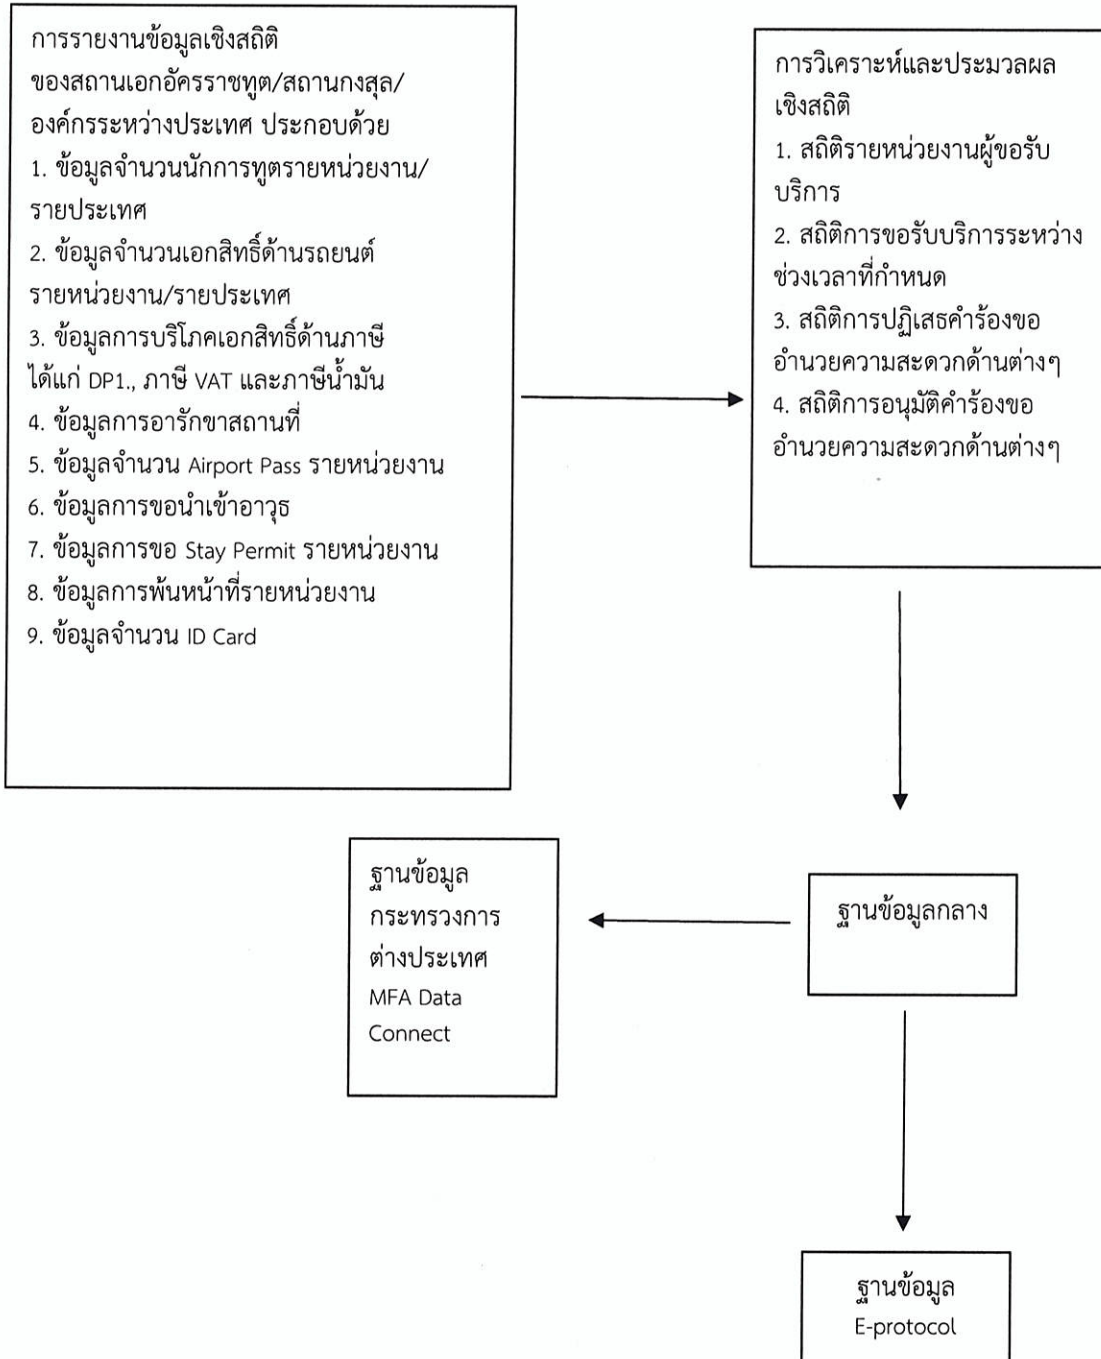 การรายงานข้อมูลเชิงสถิติ
ของสถานเอกอัครราชทูต/สถานกงสุล/
องค์กรระหว่างประเทศ ประกอบด้วย
1. ข้อมูลจำนวนนักการทูตรายหน่วยงาน/
รายประเทศ
2. ข้อมูลจำนวนเอกสิทธิ์ด้านรถยนต์
รายหน่วยงาน/รายประเทศ
3. ข้อมูลการบริโภคเอกสิทธิ์ด้านภาษี
ได้แก่ DP1., ภาษี VAT และภาษีน้ำมัน
4. ข้อมูลการอารักขาสถานที่
5. ข้อมูลจำนวน Airport Pass รายหน่วยงาน
6. ข้อมูลการขอนำเข้าอาวุธ
7. ข้อมูลการขอ Stay Permit รายหน่วยงาน
8. ข้อมูลการพ้นหน้าที่รายหน่วยงาน
9. ข้อมูลจำนวน ID Card
การวิเคราะห์และประมวลผล
เชิงสถิติ
1. สถิติรายหน่วยงานผู้ขอรับ
บริการ
2. สถิติการขอรับบริการระหว่าง
ช่วงเวลาที่กำหนด
3. สถิติการปฏิเสธคำร้องขอ
อำนวยความสะดวกด้านต่างๆ
4. สถิติการอนุมัติคำร้องขอ
อำนวยความสะดวกด้านต่างๆ
ฐานข้อมูล
กระทรวงการ
ต่างประเทศ
MFA Data
Connect
ฐานข้อมูลกลาง
ฐานข้อมูล
E-protocol